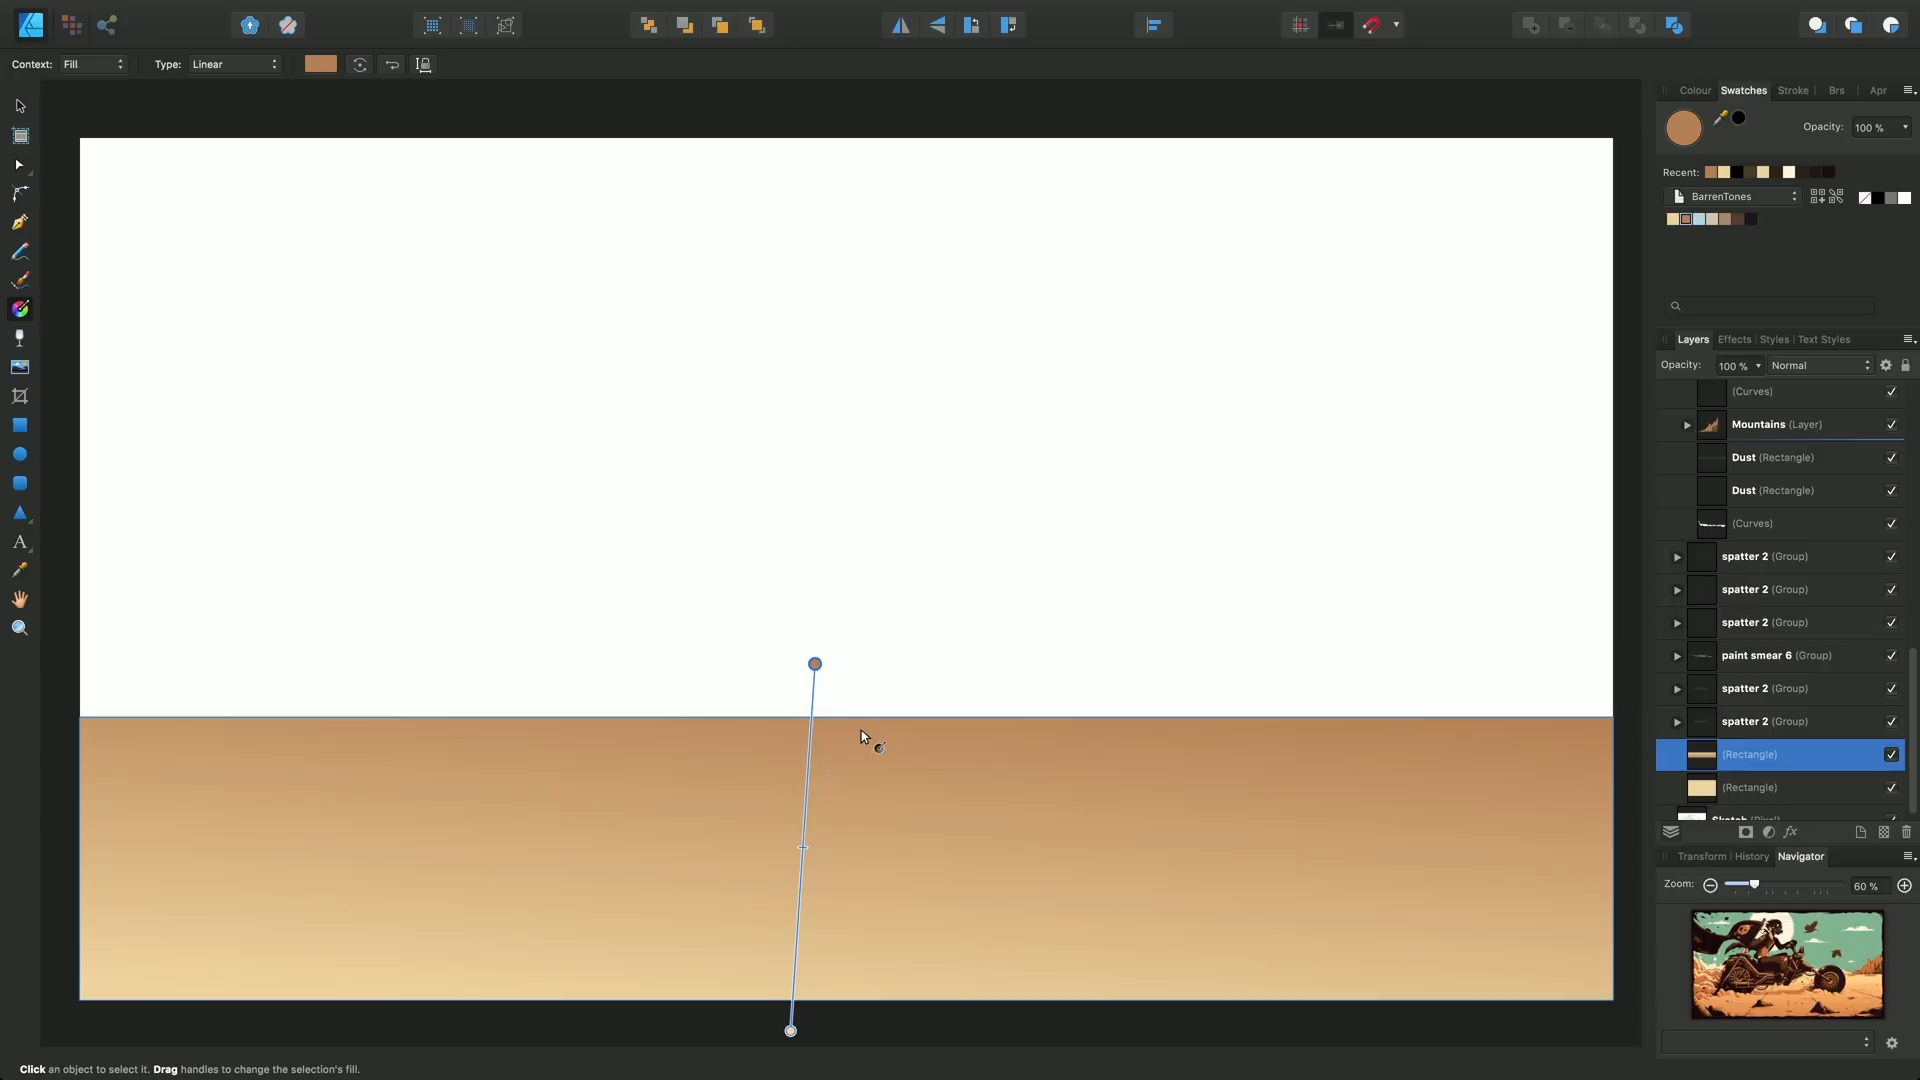 Context: Fill Type: Linear
Colour Swatches Stroke Brs Apr
Opacity: 100 %
Recent:
BarrenTones
Layers Effects Styles Text Styles
Opacity: 100 % Normal
(Curves)
Mountains (Layer)
Dust (Rectangle)
Dust (Rectangle)
(Curves)
spatter 2 (Group)
spatter 2 (Group)
spatter 2 (Group)
paint smear 6 (Group)
spatter 2 (Group)
spatter 2 (Group)
(Rectangle)
(Rectangle)
Sketch (Pixel)
fx
Transform History Navigator
Zoom: 60 %
A
Click an object to select it. Drag handles to change the selection's fill.